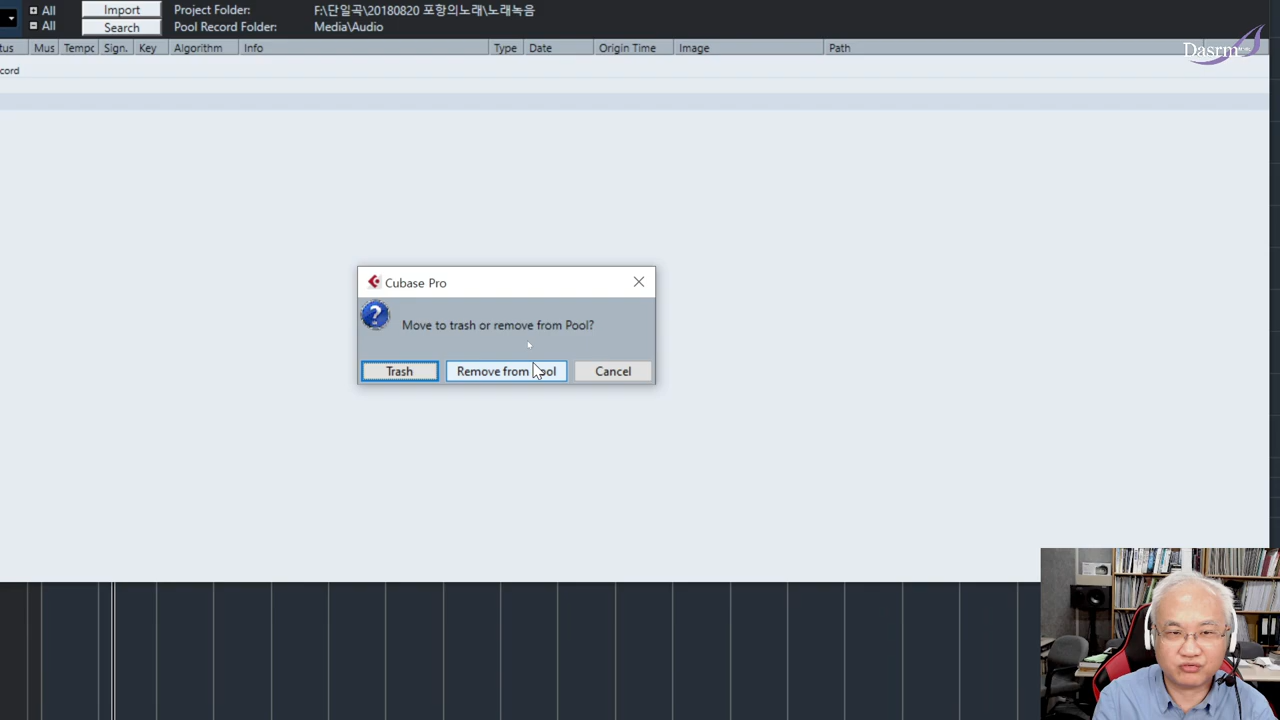 All
Import
Project Folder:
F:\단일곡\20180820 포항의노래\노래녹음
All
Search
Pool Record Folder:
Media\Audio
tus
Mus
Tempc
Sign.
Key
Algorithm
Info
Type
Date
Origin Time
Image
Path
Dasrm
cord
Cubase Pro
Move to trash or remove from Pool?
Trash
Remove from Pool
Cancel